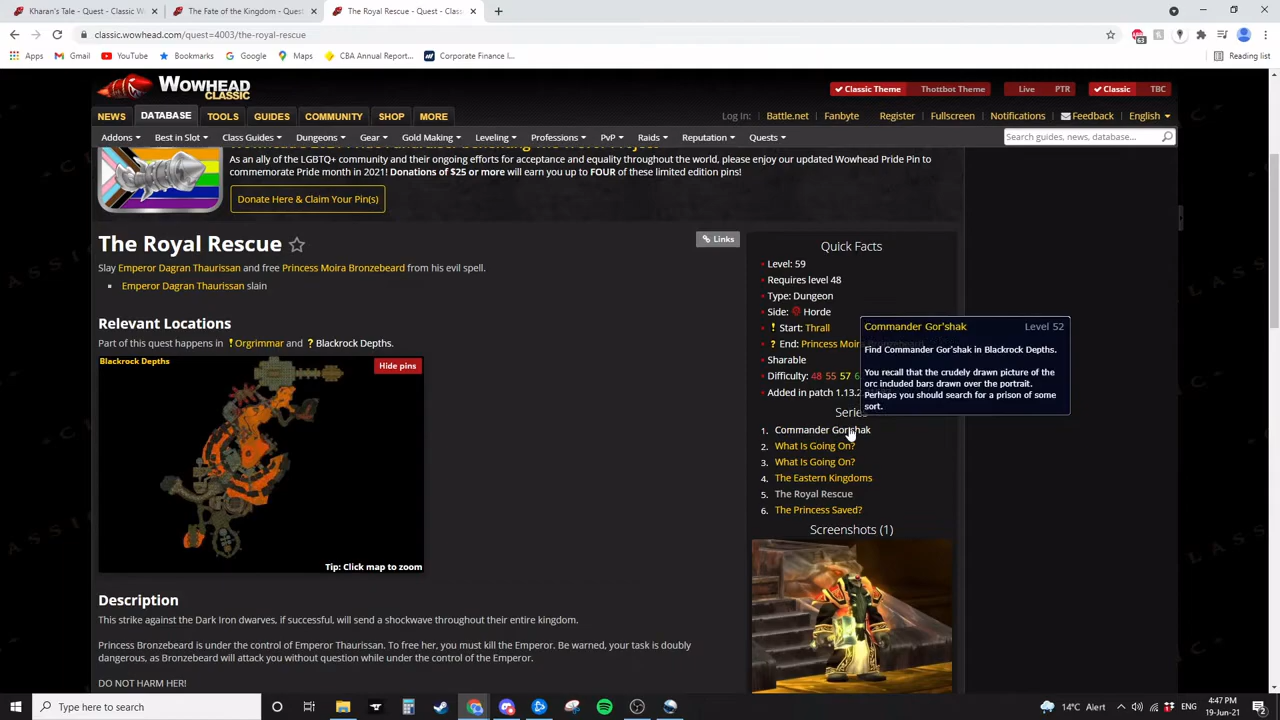 Kharan's Tale - Quest - Classic W
The Fate of the Kingdom - Quest
The Royal Rescue - Quest - Class
classic.wowhead.com/quest=4003/the-royal-rescue
63
Apps
Gmail
YouTube
Bookmarks
Google
Maps
CBA Annual Report...
Corporate Finance I...
Reading list
WOWHEAD
CLASSIC
Classic Theme
Thottbot Theme
Live
PTR
Classic
TBC
NEWS
DATABASE
TOOLS
GUIDES
COMMUNITY
SHOP
MORE
Log In:
Battle.net
Fanbyte
Register
Fullscreen
Notifications
Feedback
English
Addons
Best in Slot
Class Guides
Dungeons
Gear
Gold Making
Leveling
Professions
PvP
Raids
Reputation
Quests
Search guides, news, database...
As an ally of the LGBTQ+ community and their ongoing efforts for acceptance and equality throughout the world, please enjoy our updated Wowhead Pride Pin to
commemorate Pride month in 2021! Donations of $25 or more will earn you up to FOUR of these limited edition pins!
Donate Here & Claim Your Pin(s)
The Royal Rescue
Links
Slay Emperor Dagran Thaurissan and free Princess Moira Bronzebeard from his evil spell.
Emperor Dagran Thaurissan slain
Relevant Locations
Part of this quest happens in Orgrimmar and Blackrock Depths.
Blackrock Depths
Hide pins
Tip: Click map to zoom
Description
This strike against the Dark Iron dwarves, if successful, will send a shockwave throughout their entire kingdom.
Princess Bronzebeard is under the control of Emperor Thaurissan. To free her, you must kill the Emperor. Be warned, your task is doubly
dangerous, as Bronzebeard will attack you without question while under the control of the Emperor.
DO NOT HARM HER!
Quick Facts
Level: 59
Requires level 48
Type: Dungeon
Side: Horde
Start: Thrall
End: Princess Moir
Sharable
Difficulty: 48 55 57 6
Added in patch 1.13.2
Commander Gor'shak
Level 52
Find Commander Gor'shak in Blackrock Depths.
You recall that the crudely drawn picture of the
orc included bars drawn over the portrait.
Perhaps you should search for a prison of some
sort.
Series
1. Commander Gor'shak
2. What Is Going On?
3. What Is Going On?
4. The Eastern Kingdoms
5. The Royal Rescue
6. The Princess Saved?
Screenshots (1)
Type here to search
14°C Alert
ENG
4:47 PM
19-Jun-21
2